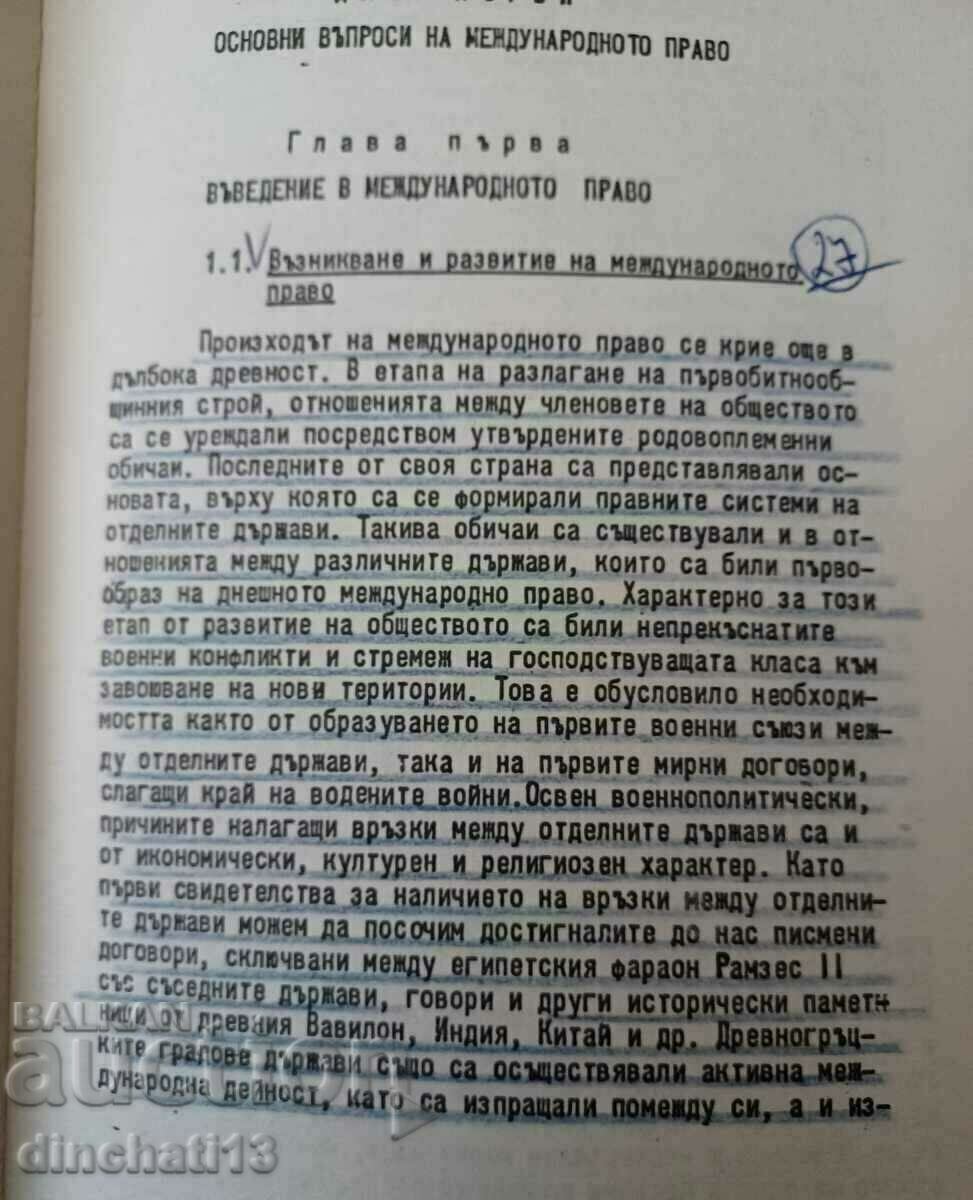 ОСНОВНИ ВЪПРОСИ НА МЕЖДУНАРОДНОТО ПРАВО
Глава първа
ВЪВЕДЕНИЕ В МЕЖДУНАРОДНОТО ПРАВО
1.1. Възникване и развитие на международното 27
право
Произходът на международното право се крие още в
дълбока древност. В етапа на разлагане на първобитнооб-
щинния строй, отношенията между членовете на обществото
са се уреждали посредством утвърдените родовоплеменни
обичаи. Последните от своя страна са представлявали ос-
новата, върху която са се формирали правните системи на
отделните държави. Такива обичаи са съществували и в от-
ношенията между различните държави, които са били първо-
образ на днешното международно право. Характерно за този
етап от развитие на обществото са били непрекъснатите
военни конфликти и стремеж на господствуващата класа към
завоюване на нови територии. Това е обусловило необходи-
мостта както от образуването на първите военни съюзи меж-
ду отделните държави, така и на първите мирни договори,
слагащи край на водените войни.Освен военнополитически,
причините налагащи връзки между отделните държави са и
от икономически, културен и религиозен характер. Като
първи свидетелства за наличието на връзки между отделни-
те държави можем да посочим достигналите до нас писмени
договори, сключвани между египетския фараон Рамзес II
със съседните държави, говори и други исторически памет-
ници от древния Вавилон, Индия, Китай и др. Древногръц-
ките градове държави също са осъществявали активна меж-
дународна дейност, като са изпращали помежду си, а и из-
BALKAN
auction
dinchati13